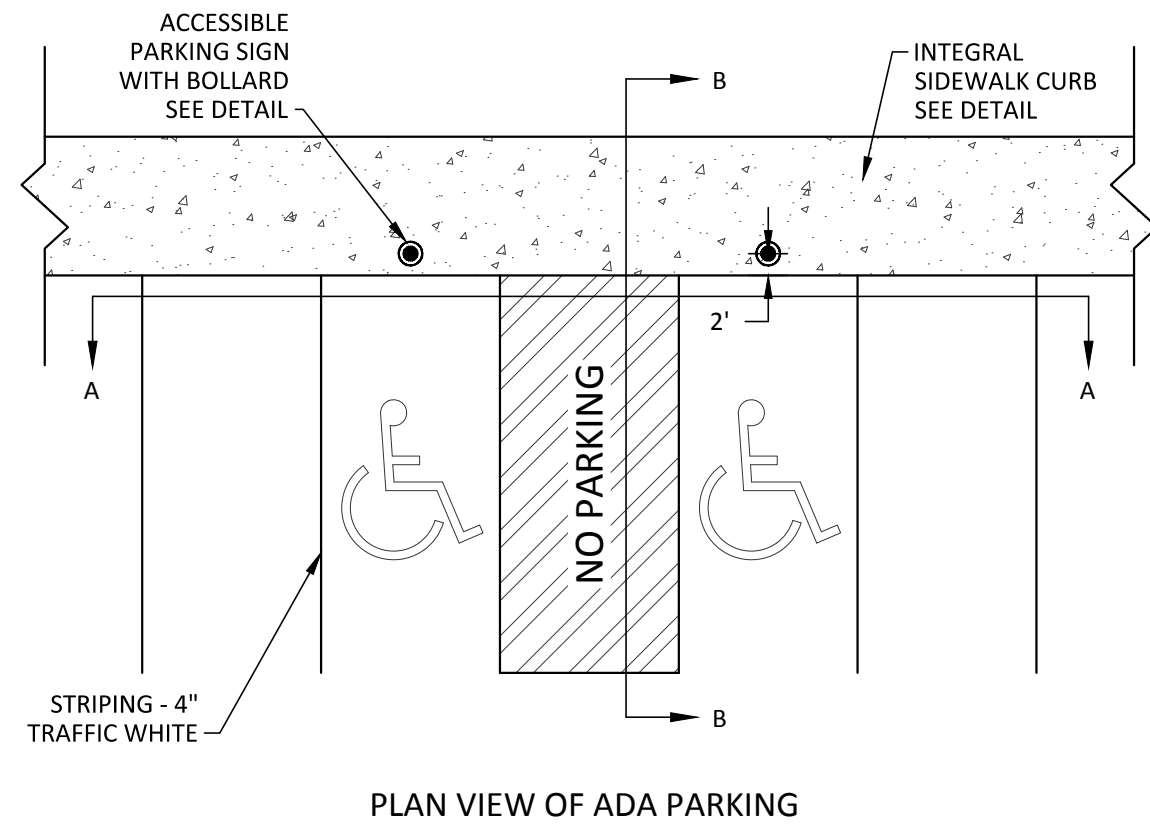 ACCESSIBLE
PARKING SIGN
WITH BOLLARD
SEE DETAIL
B
INTEGRAL
SIDEWALK CURB
SEE DETAIL
2'
A
A
NO PARKING
STRIPING - 4"
TRAFFIC WHITE
B
PLAN VIEW OF ADA PARKING